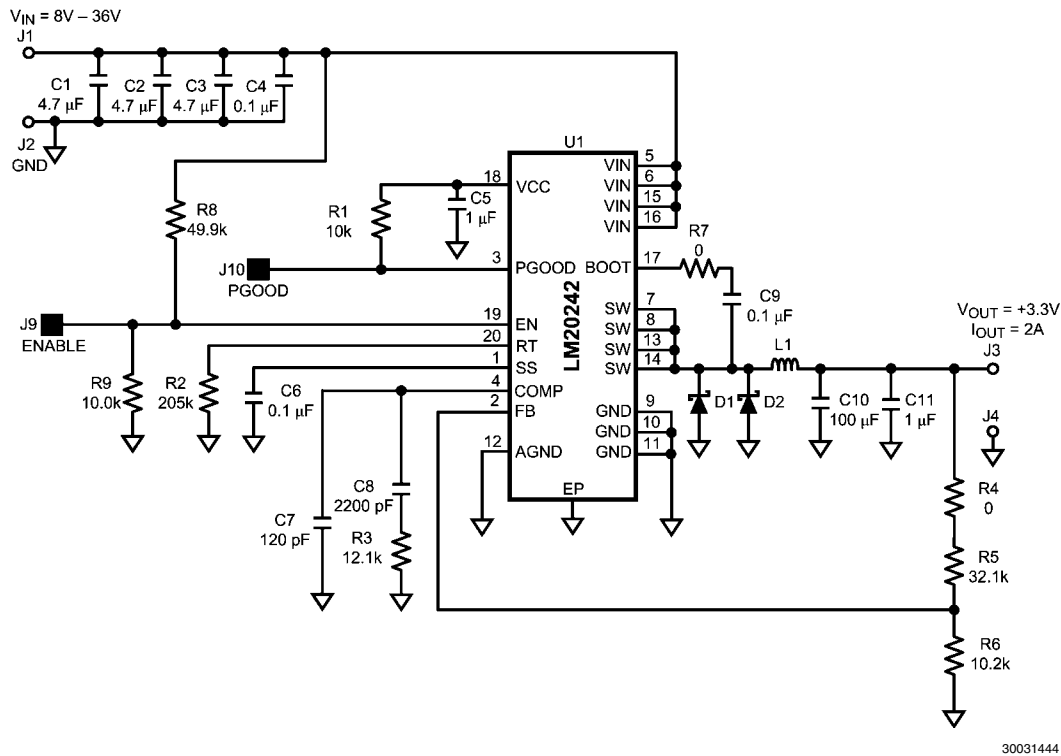 V_IN = 8V – 36V
J1
C1
4.7 µF
C2
4.7 µF
C3
4.7 µF
C4
0.1 µF
J2
GND
U1
18
VCC
5
VIN
6
VIN
15
VIN
16
VIN
R8
49.9k
R1
10k
C5
1 µF
R7
0
J10
PGOOD
3
PGOOD
BOOT
17
C9
0.1 µF
LM20242
SW
7
SW
8
SW
13
SW
14
V_OUT = +3.3V
I_OUT = 2A
J3
L1
J9
ENABLE
19
EN
20
RT
1
SS
4
COMP
2
FB
12
AGND
GND
9
GND
10
GND
11
EP
R9
10.0k
R2
205k
C6
0.1 µF
D1
D2
C10
100 µF
C11
1 µF
J4
C7
120 pF
C8
2200 pF
R3
12.1k
R4
0
R5
32.1k
R6
10.2k
30031444